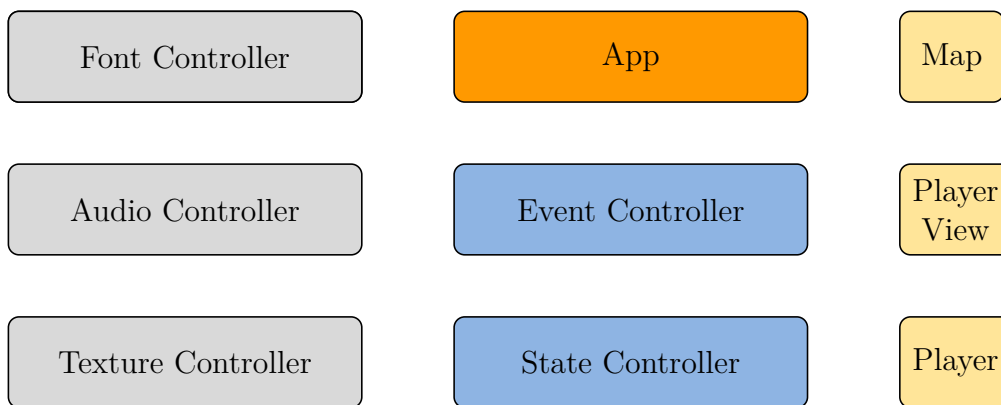 Font Controller
App
Map
Audio Controller
Event Controller
Player
View
Texture Controller
State Controller
Player